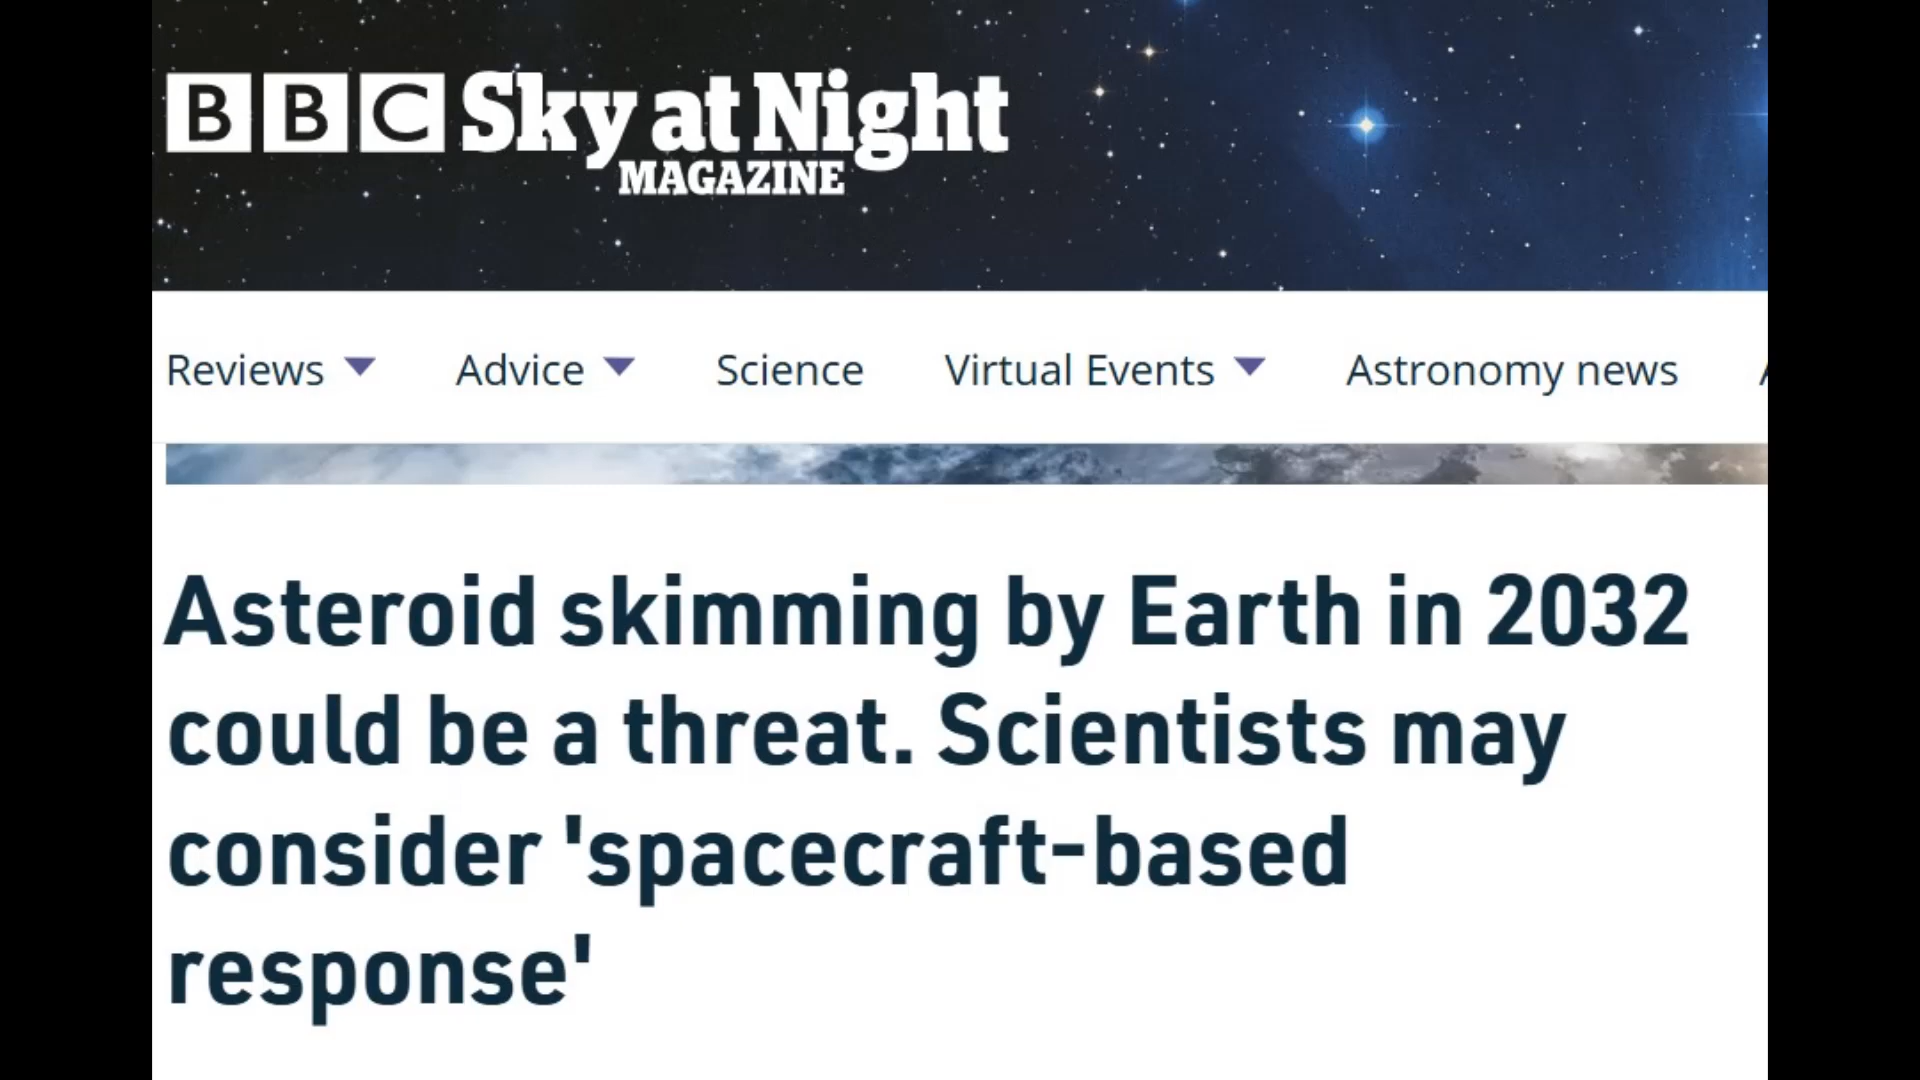 BBC Sky at Night
MAGAZINE
Reviews Advice Science Virtual Events Astronomy news
Asteroid skimming by Earth in 2032
could be a threat. Scientists may
consider 'spacecraft-based
response'